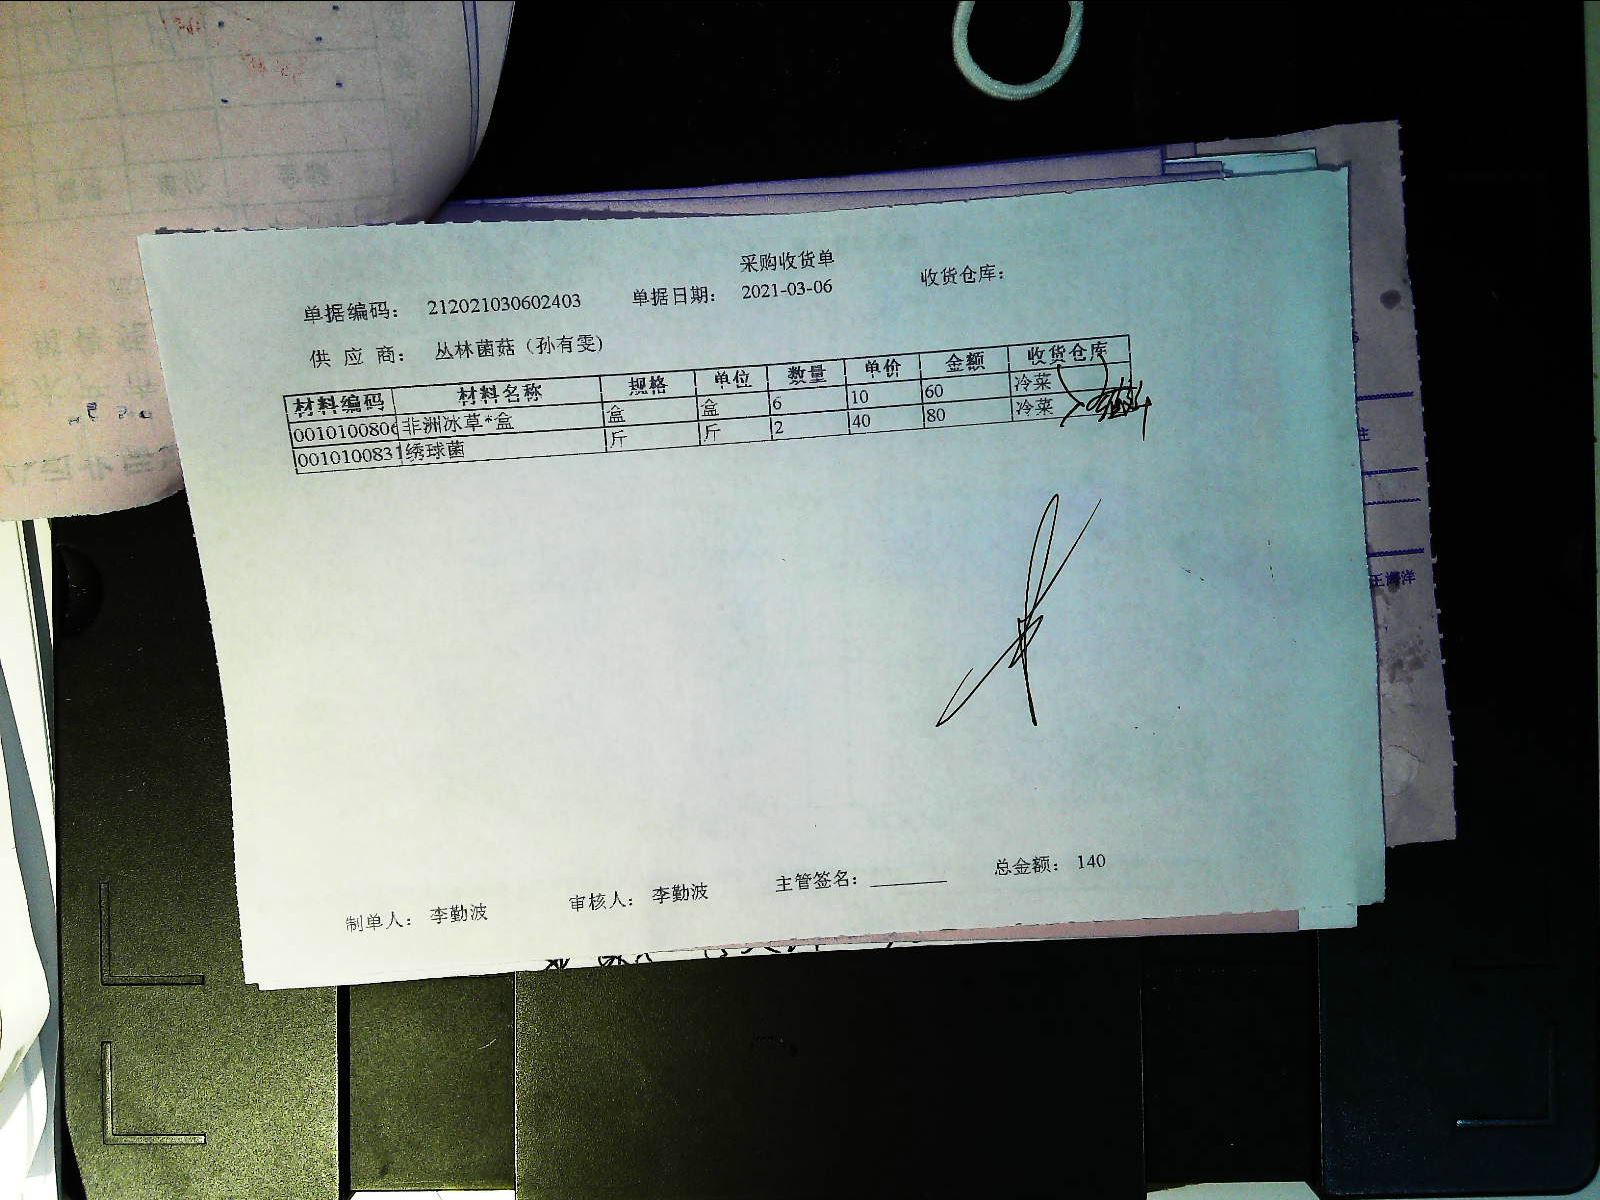 采购收货单
单据编码： 212021030602403 单据日期： 2021-03-06 收货仓库：
供 应 商： 丛林菌菇（孙有雯）
材料编码 材料名称 规格 单位 数量 单价 金额 收货仓库
0010100806 非洲冰草*盒 盒 盒 6 10 60 冷菜
0010100831 绣球菌 斤 斤 2 40 80 冷菜
制单人： 李勤波 审核人： 李勤波 主管签名： 总金额： 140